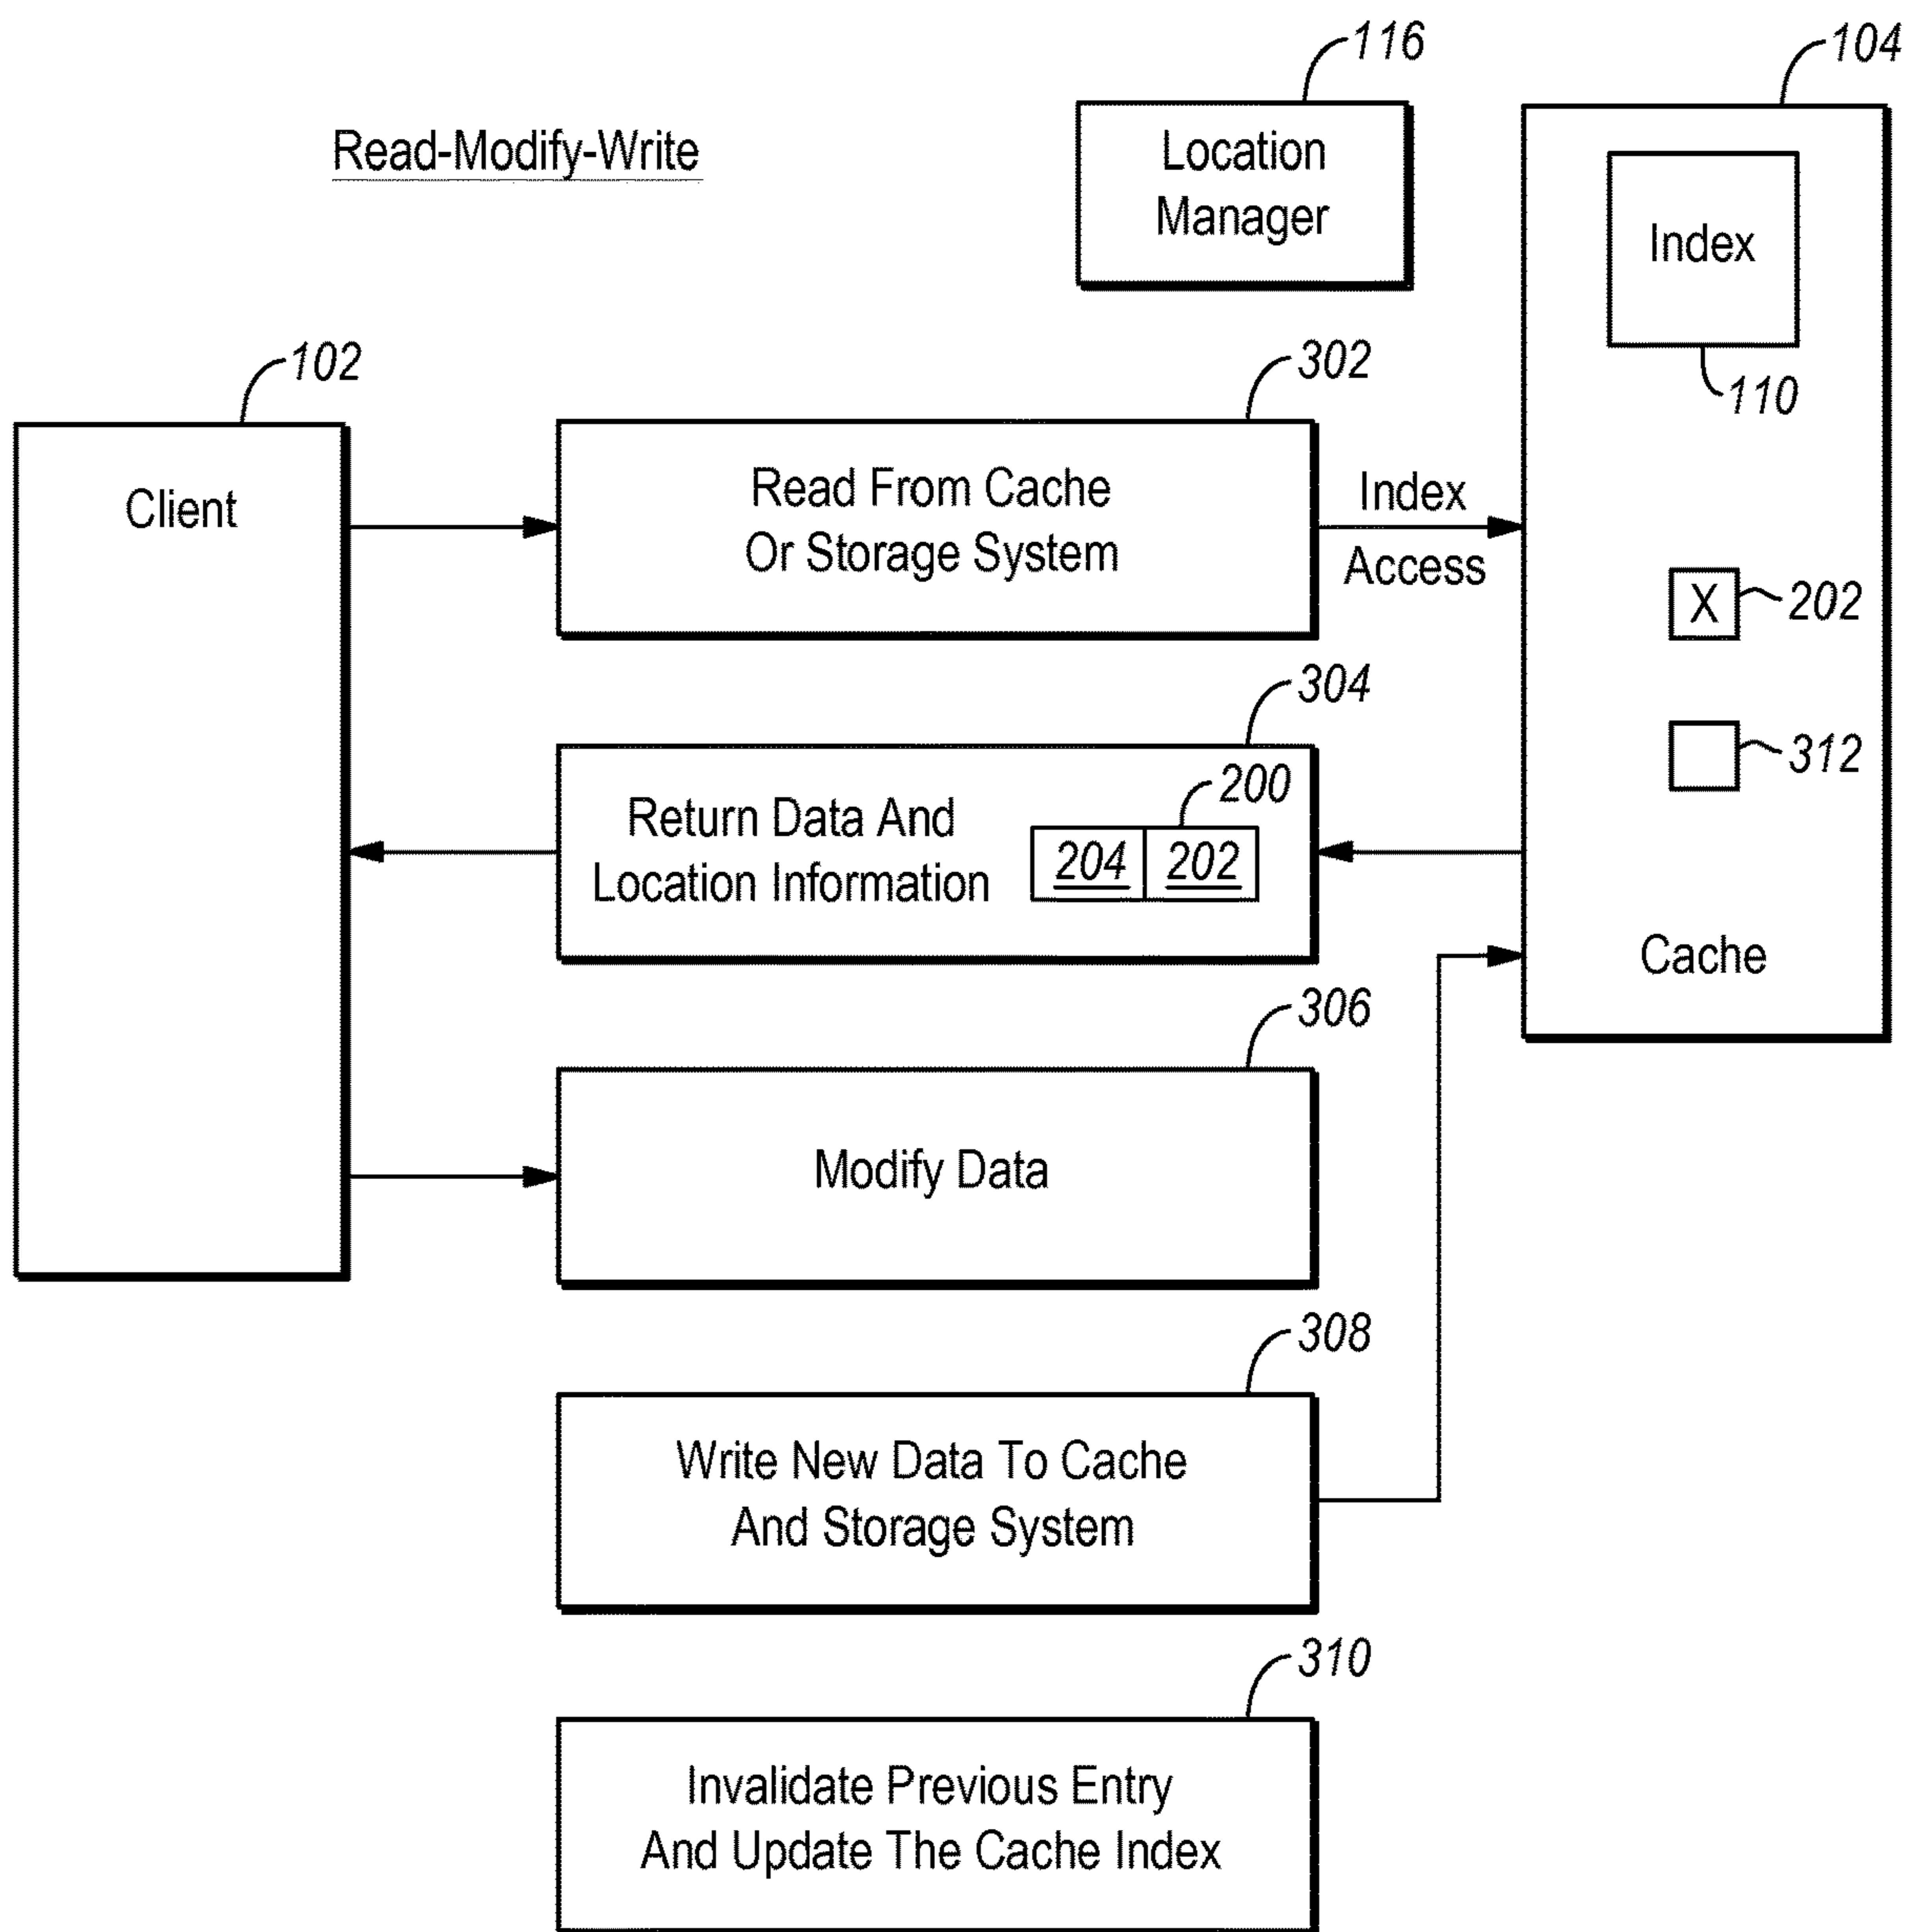 116
104
Read-Modify-Write
Location
Manager
Index
110
102
302
Client
Read From Cache
Or Storage System
Index
Access
X
202
304
312
200
Return Data And
Location Information
204
202
Cache
306
Modify Data
308
Write New Data To Cache
And Storage System
310
Invalidate Previous Entry
And Update The Cache Index